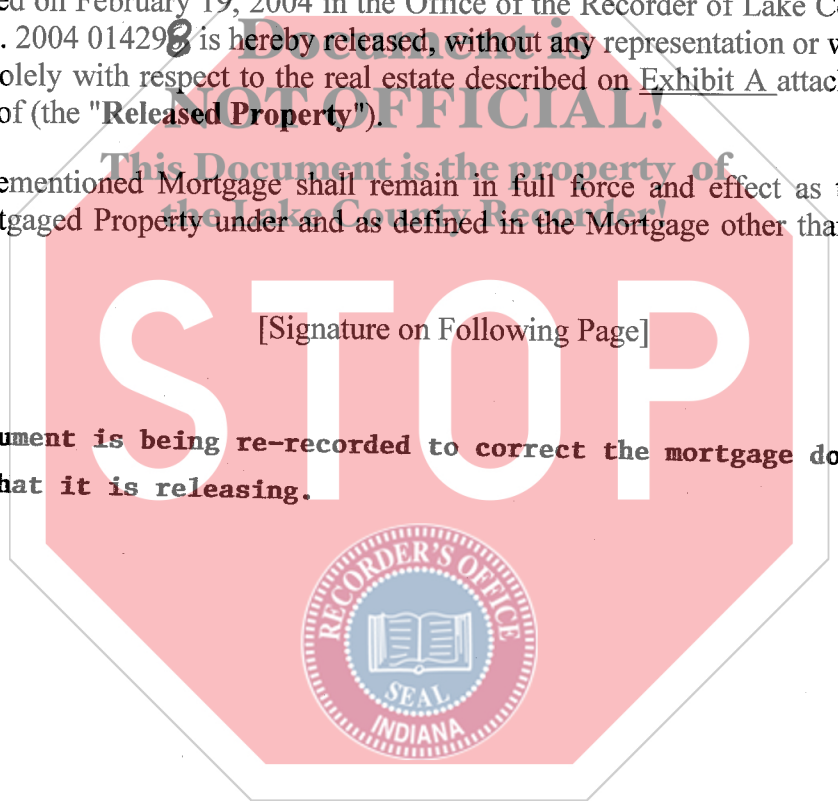 ed on February 19, 2004 in the Office of the Recorder of Lake Co
. 2004 014298 is hereby released, without any representation or w
olely with respect to the real estate described on Exhibit A attac
of (the "Released Property").
Document is
NOT OFFICIAL!
This Document is the property of
the Lake County Recorder!
ementioned Mortgage shall remain in full force and effect as t
tgaged Property under and as defined in the Mortgage other tha
STOP
[Signature on Following Page]
ument is being re-recorded to correct the mortgage do
hat it is releasing.
RECORDER'S OFFICE
SEAL
INDIANA